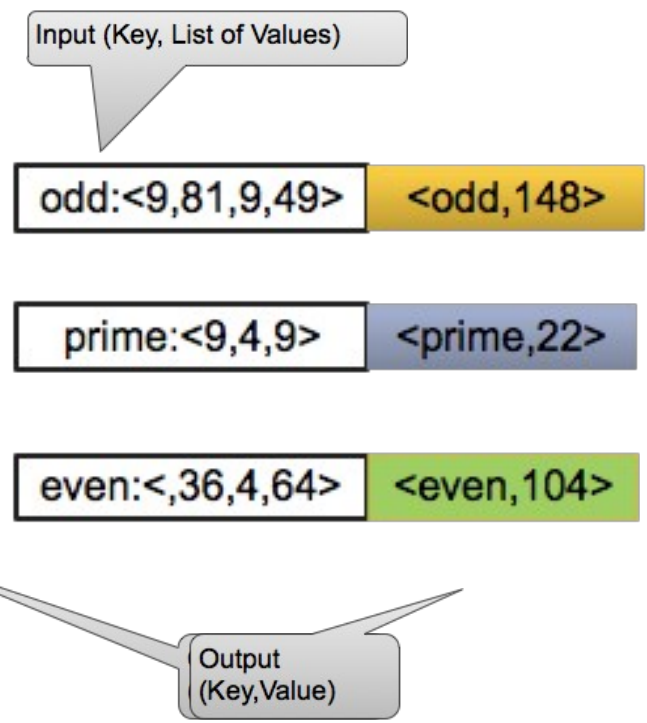 Input (Key, List of Values)
odd:<9,81,9,49> <odd,148>
prime:<9,4,9> <prime,22>
even:<,36,4,64> <even,104>
Output
(Key,Value)